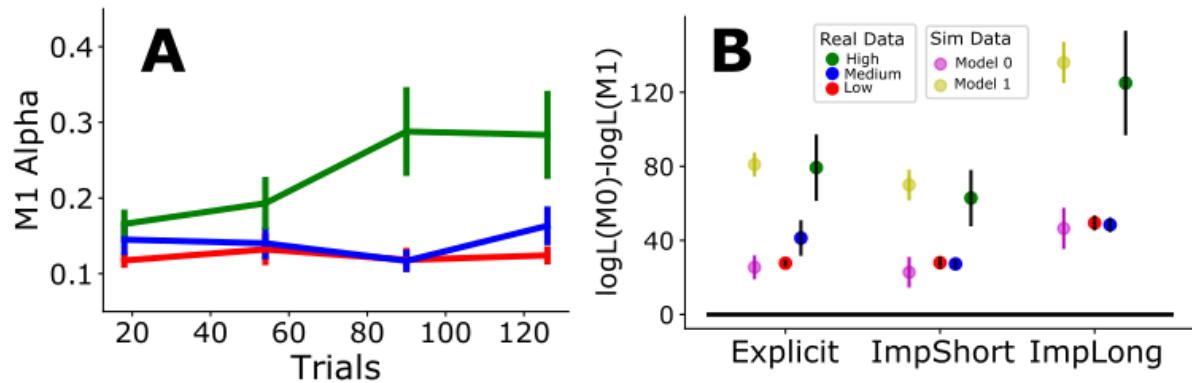 A
M1 Alpha
0.4
0.3
0.2
0.1
20 40 60 80 100 120
Trials
B
logL(M0)-logL(M1)
120
80
40
0
Real Data
High
Medium
Low
Sim Data
Model 0
Model 1
Explicit ImpShort ImpLong